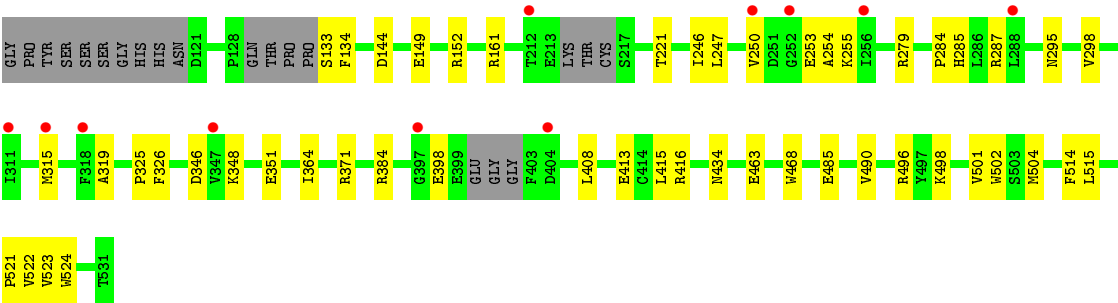 GLY PRO TYR SER SER SER GLY HIS HIS ASN D121 P128 GLN THR PRO PRO S133 F134 D144 E149 R152 R161 T212 E213 LYS THR CYS S217 T221 I246 L247 V250 D251 G252 E253 A254 K255 I256 R279 P284 H285 L286 R287 L288 N295 V298
I311 M315 F318 A319 P325 F326 D346 V347 K348 E351 I364 R371 R384 G397 E398 E399 GLU GLY GLY F403 D404 L408 E413 C414 L415 R416 N434 E463 W468 E485 V490 R496 Y497 K498 V501 W502 S503 M504 F514 L515
P521 V522 V523 W524 T531